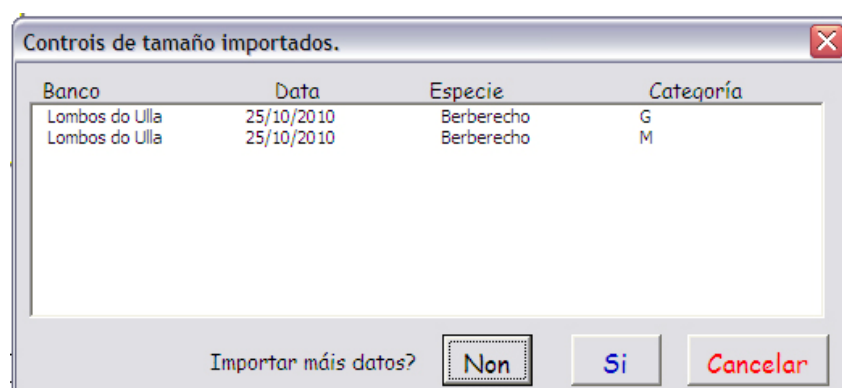 Controis de tamaño importados.
Banco Data Especie Categoría
Lombos do Ulla 25/10/2010 Berberecho G
Lombos do Ulla 25/10/2010 Berberecho M
Importar máis datos? Non Si Cancelar